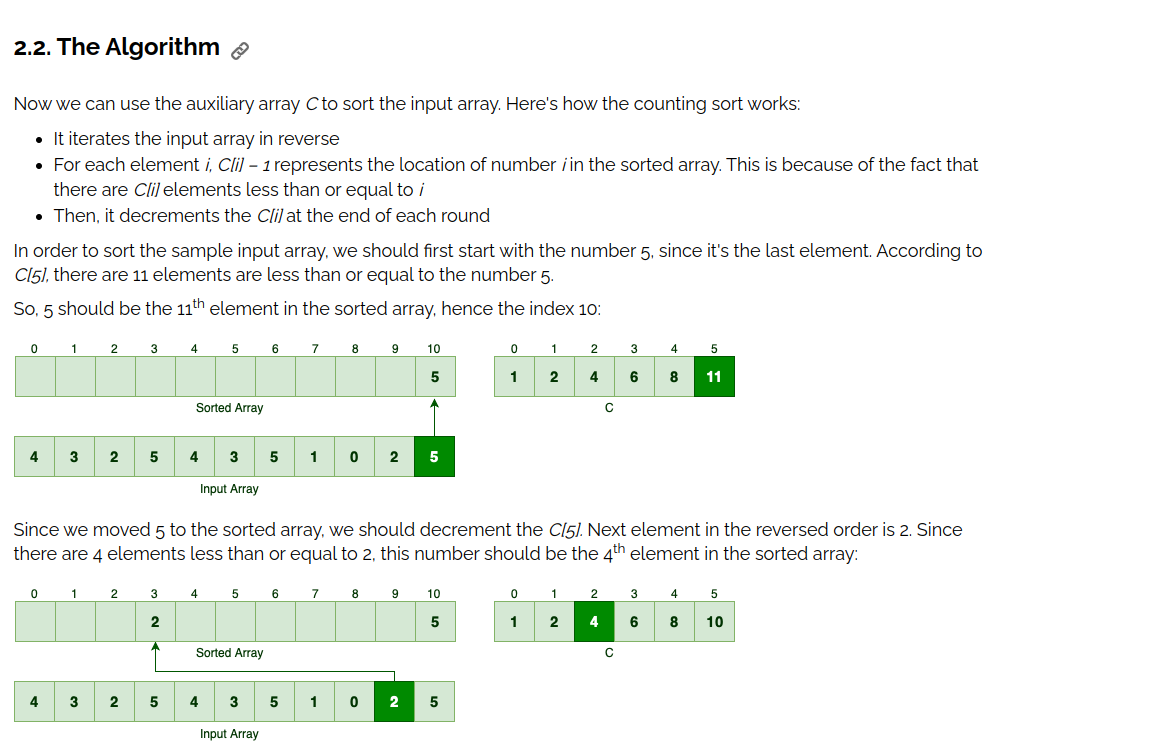 2.2. The Algorithm
Now we can use the auxiliary array C to sort the input array. Here's how the counting sort works:
• It iterates the input array in reverse
• For each element i, C[i] – 1 represents the location of number i in the sorted array. This is because of the fact that
there are C[i] elements less than or equal to i
• Then, it decrements the C[i] at the end of each round
In order to sort the sample input array, we should first start with the number 5, since it's the last element. According to
C[5], there are 11 elements are less than or equal to the number 5.
So, 5 should be the 11th element in the sorted array, hence the index 10:
0 1 2 3 4 5 6 7 8 9 10
5
Sorted Array
0 1 2 3 4 5
1 2 4 6 8 11
C
4 3 2 5 4 3 5 1 0 2 5
Input Array
Since we moved 5 to the sorted array, we should decrement the C[5]. Next element in the reversed order is 2. Since
there are 4 elements less than or equal to 2, this number should be the 4th element in the sorted array:
0 1 2 3 4 5 6 7 8 9 10
2 5
Sorted Array
0 1 2 3 4 5
1 2 4 6 8 10
C
4 3 2 5 4 3 5 1 0 2 5
Input Array